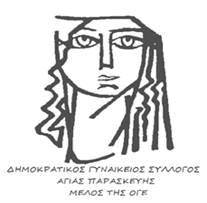 ΔΗΜΟΚΡΑΤΙΚΟΣ ΓΥΝΑΙΚΕΙΟΣ ΣΥΛΛΟΓΟΣ
ΑΓΙΑΣ ΠΑΡΑΣΚΕΥΗΣ
ΜΕΛΟΣ ΤΗΣ ΟΓΕ